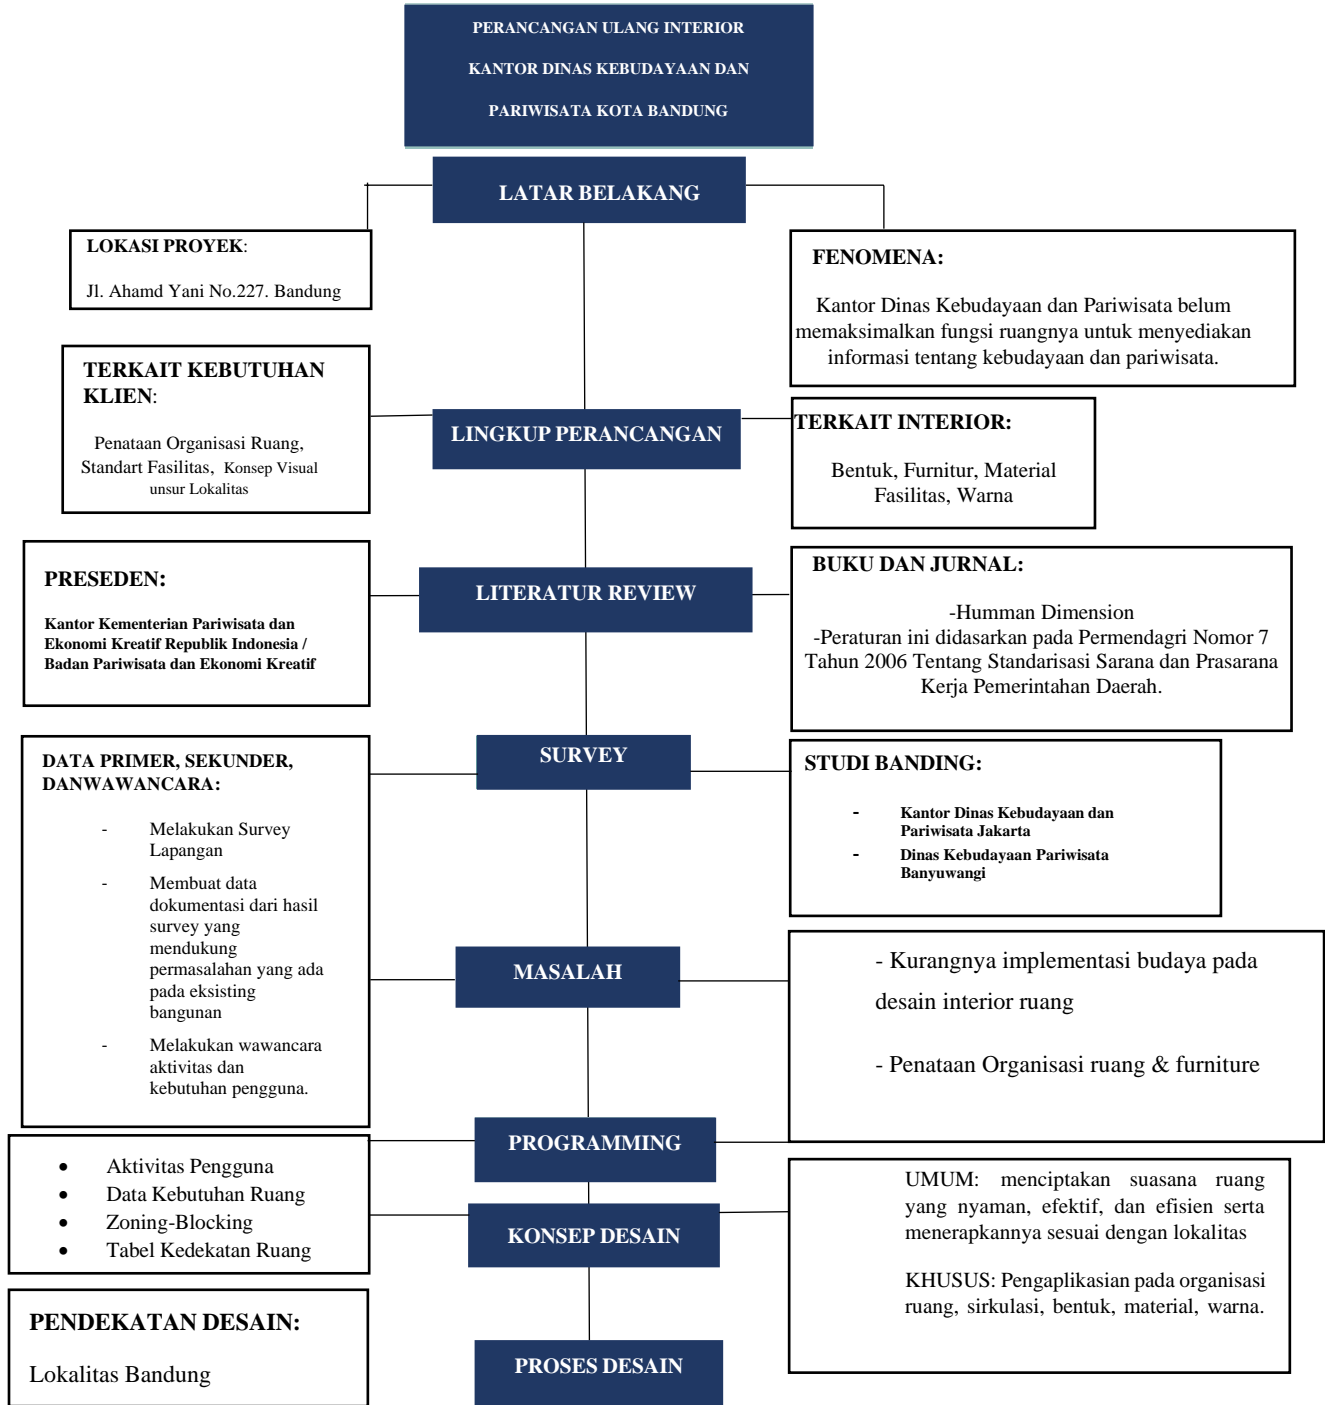 PERANCANGAN ULANG INTERIOR
KANTOR DINAS KEBUDAYAAN DAN
PARIWISATA KOTA BANDUNG
LATAR BELAKANG
LOKASI PROYEK:
Jl. Ahamd Yani No.227. Bandung
FENOMENA:
Kantor Dinas Kebudayaan dan Pariwisata belum
memaksimalkan fungsi ruangnya untuk menyediakan
informasi tentang kebudayaan dan pariwisata.
TERKAIT KEBUTUHAN
KLIEN:
Penataan Organisasi Ruang,
Standart Fasilitas, Konsep Visual
unsur Lokalitas
LINGKUP PERANCANGAN
TERKAIT INTERIOR:
Bentuk, Furnitur, Material
Fasilitas, Warna
PRESEDEN:
Kantor Kementerian Pariwisata dan
Ekonomi Kreatif Republik Indonesia /
Badan Pariwisata dan Ekonomi Kreatif
LITERATUR REVIEW
BUKU DAN JURNAL:
-Humman Dimension
-Peraturan ini didasarkan pada Permendagri Nomor 7
Tahun 2006 Tentang Standarisasi Sarana dan Prasarana
Kerja Pemerintahan Daerah.
DATA PRIMER, SEKUNDER,
DANWAWANCARA:
- Melakukan Survey
Lapangan
- Membuat data
dokumentasi dari hasil
survey yang
mendukung
permasalahan yang ada
pada eksisting
bangunan
- Melakukan wawancara
aktivitas dan
kebutuhan pengguna.
SURVEY
STUDI BANDING:
- Kantor Dinas Kebudayaan dan
Pariwisata Jakarta
- Dinas Kebudayaan Pariwisata
Banyuwangi
MASALAH
- Kurangnya implementasi budaya pada
desain interior ruang
- Penataan Organisasi ruang & furniture
PROGRAMMING
• Aktivitas Pengguna
• Data Kebutuhan Ruang
• Zoning-Blocking
• Tabel Kedekatan Ruang
KONSEP DESAIN
UMUM: menciptakan suasana ruang
yang nyaman, efektif, dan efisien serta
menerapkannya sesuai dengan lokalitas
KHUSUS: Pengaplikasian pada organisasi
ruang, sirkulasi, bentuk, material, warna.
PENDEKATAN DESAIN:
Lokalitas Bandung
PROSES DESAIN